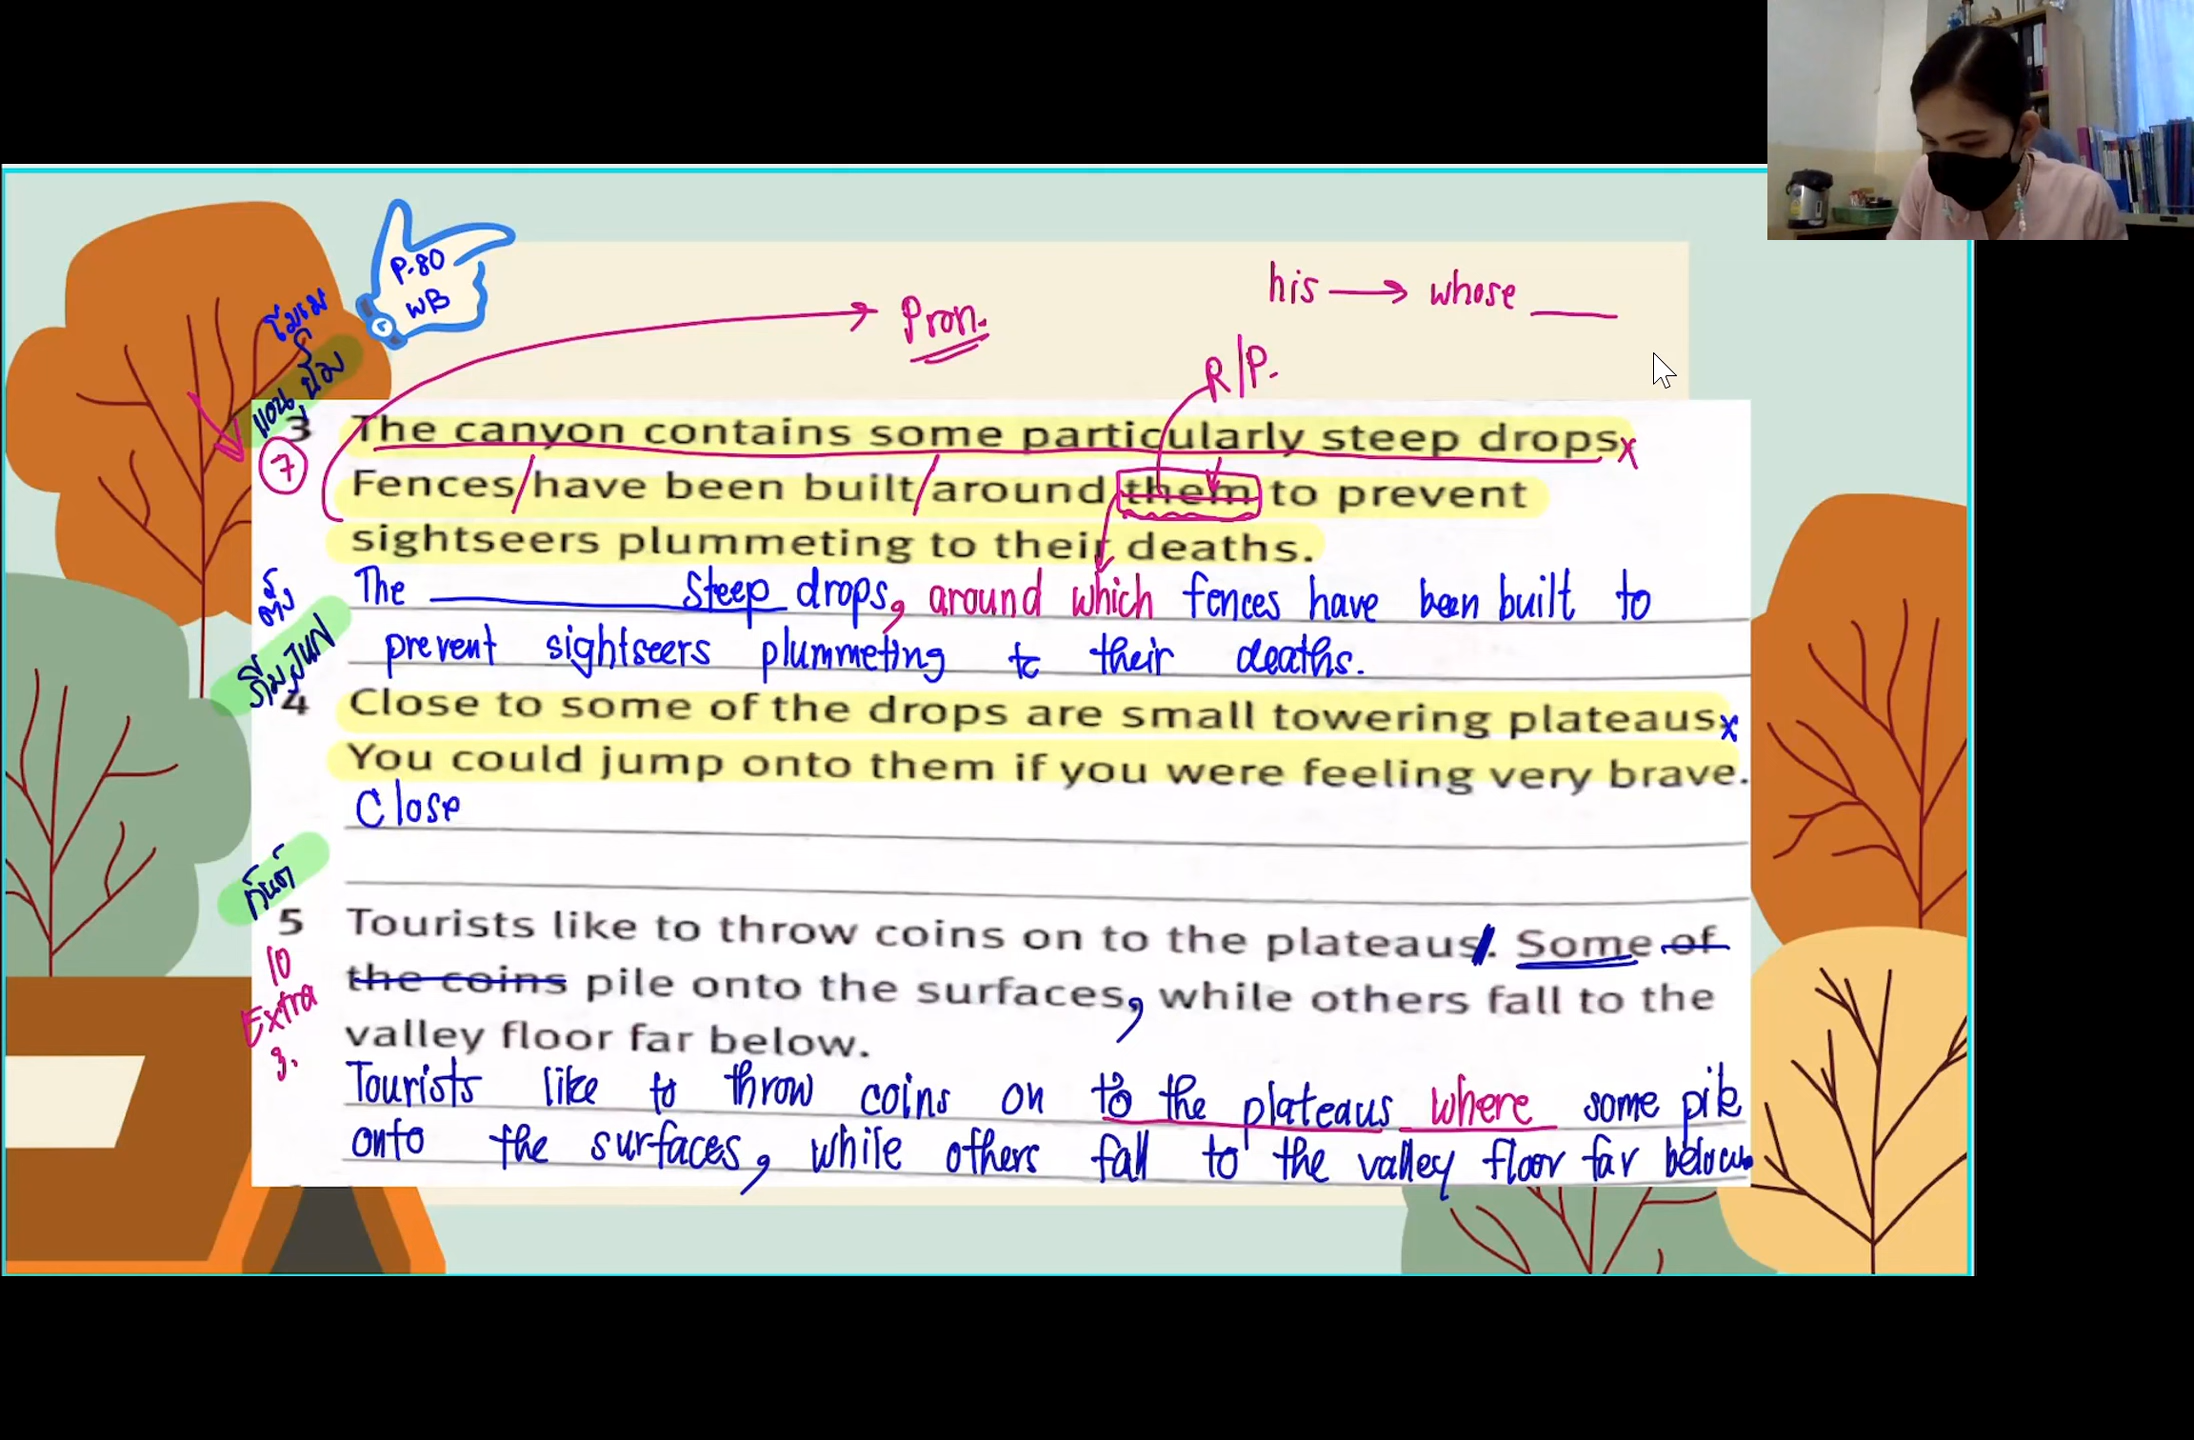 P-80
WB
his → whose ____
Pron.
R/P.
3 The canyon contains some particularly steep drops x
7 Fences/have been built/around them to prevent
sightseers plummeting to their deaths.
The ________ steep drops, around which fences have been built to
prevent sightseers plummeting to their deaths.
4 Close to some of the drops are small towering plateaus x
You could jump onto them if you were feeling very brave.
Close
5 Tourists like to throw coins on to the plateaus. Some of
the coins pile onto the surfaces, while others fall to the
valley floor far below.
10
Extra
3.
Tourists like to throw coins on to the plateaus where some pile
onto the surfaces, while others fall to the valley floor far below.